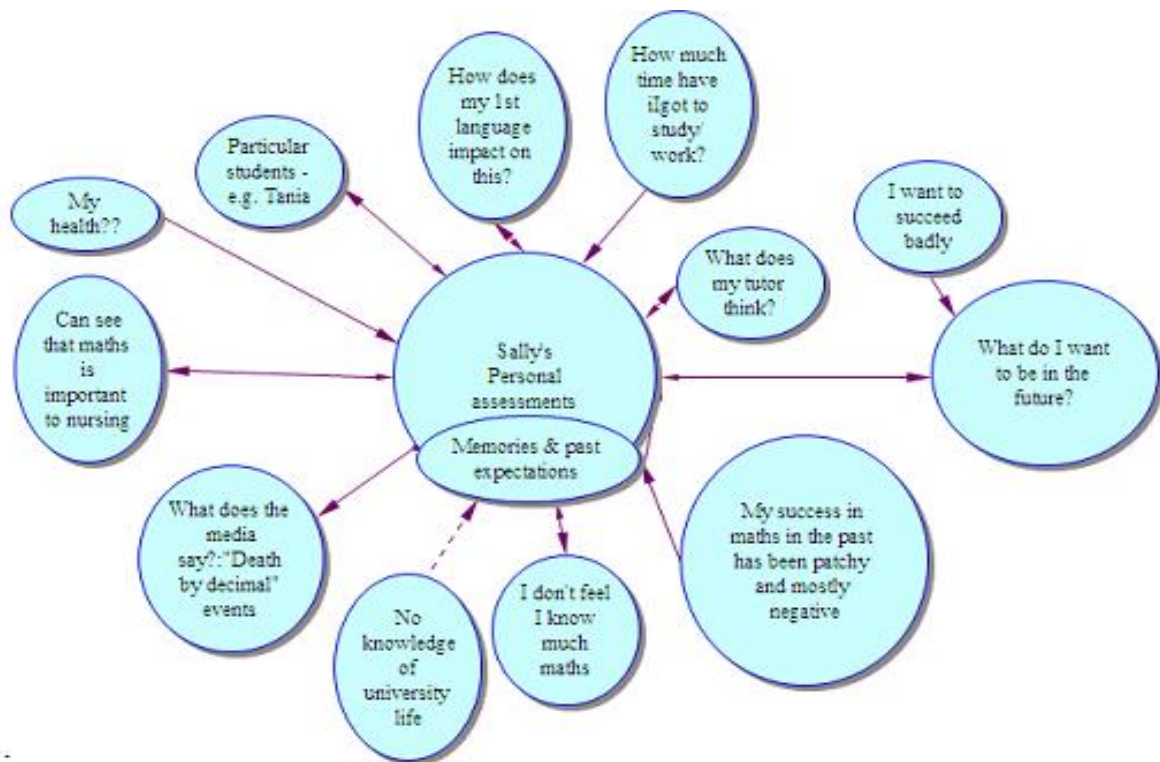 How does
my 1st
language
impact on
this?
How much
time have
iIgot to
study/
work?
Particular
students -
e.g. Tania
My
health??
I want to
succeed
badly
What does
my tutor
think?
Can see
that maths
is
important
to nursing
Sally's
Personal
assessments
What do I want
to be in the
future?
Memories & past
expectations
What does the
media
say?:"Death
by decimal"
events
My success in
maths in the past
has been patchy
and mostly
negative
No
knowledge
of
university
life
I don't feel
I know
much
maths